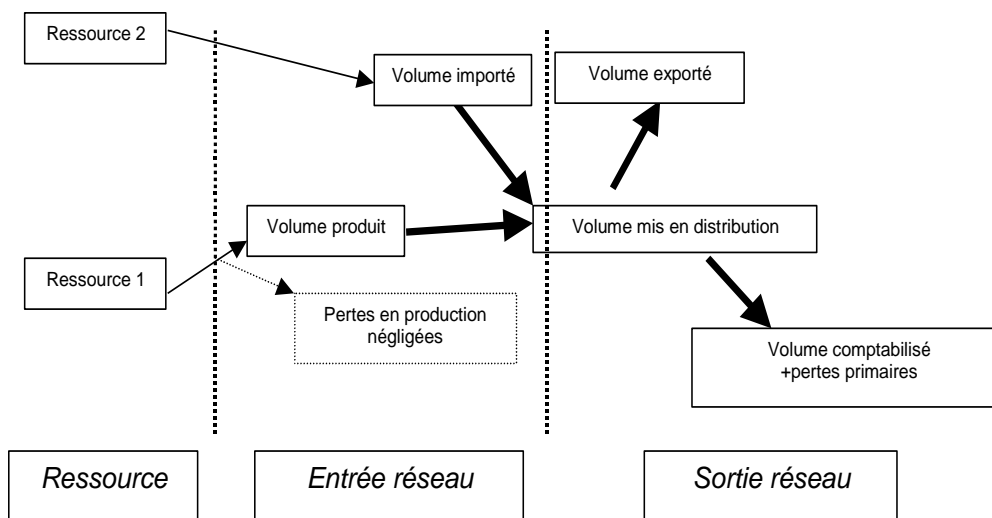 Ressource 2
Volume importé
Volume exporté
Volume produit
Volume mis en distribution
Ressource 1
Pertes en production
négligées
Volume comptabilisé
+pertes primaires
Ressource
Entrée réseau
Sortie réseau